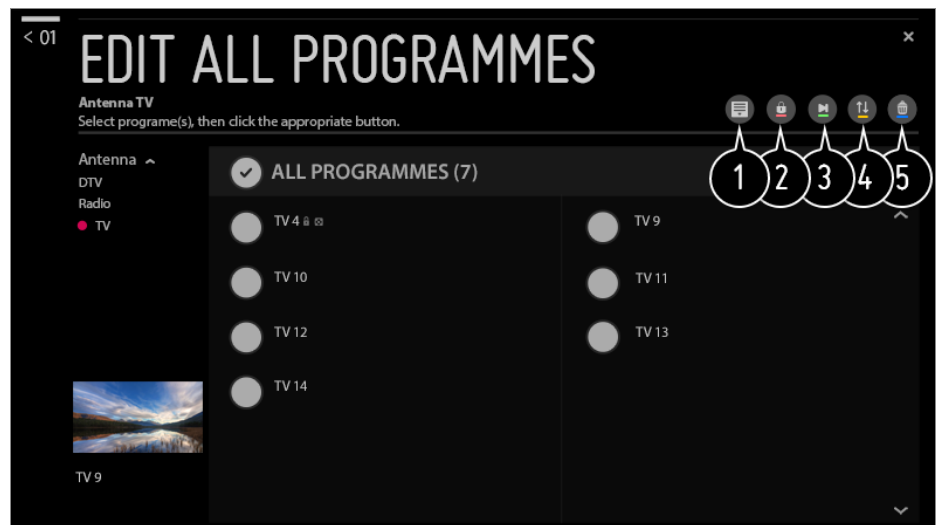 < 01
EDIT ALL PROGRAMMES
Antenna TV
Select programe(s), then click the appropriate button.
1 2 3 4 5
Antenna
DTV
Radio
TV
ALL PROGRAMMES (7)
TV 4
TV 9
TV 10
TV 11
TV 12
TV 13
TV 14
TV 9